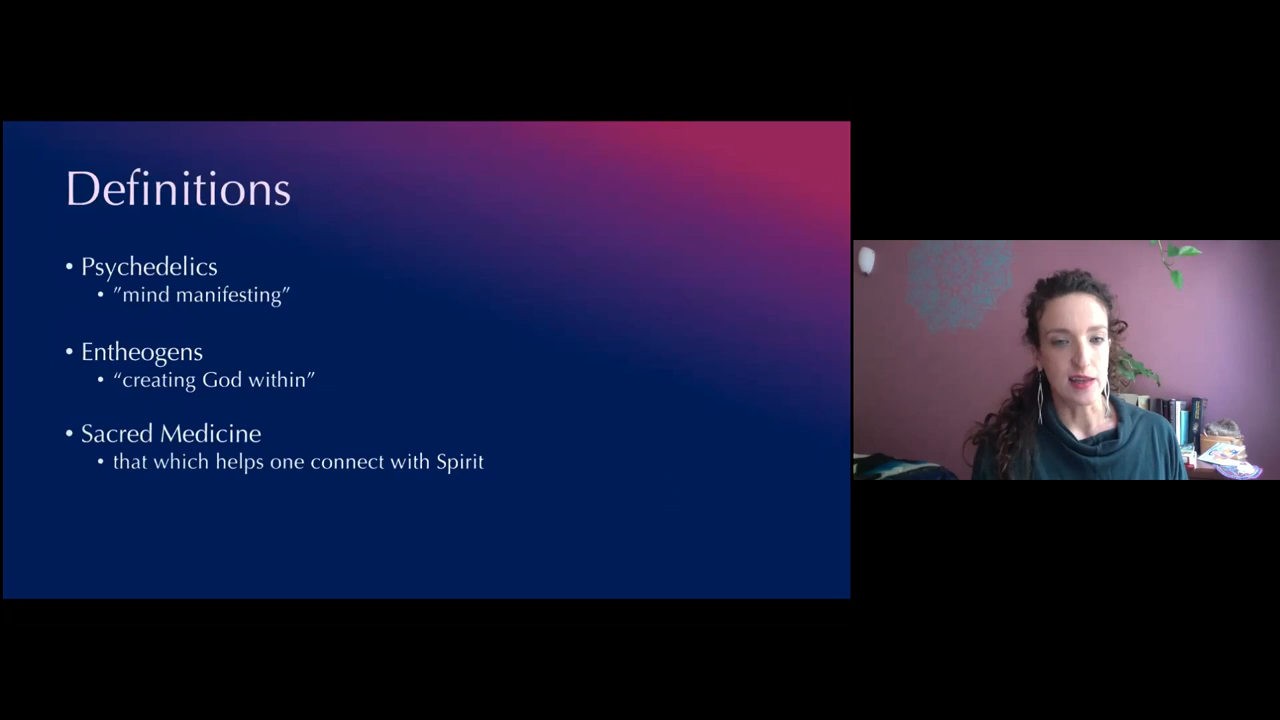 Definitions
• Psychedelics
• ”mind manifesting”
• Entheogens
• “creating God within”
• Sacred Medicine
• that which helps one connect with Spirit